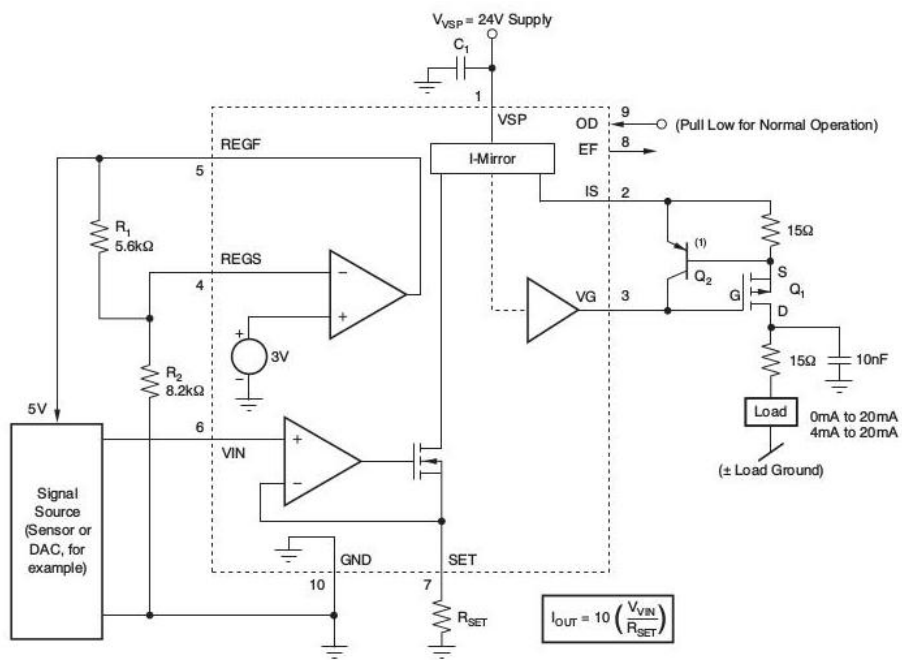 V_VSP = 24V Supply
C₁
1
VSP
OD
9
(Pull Low for Normal Operation)
EF
8
REGF
5
I-Mirror
IS
2
R₁
5.6kΩ
15Ω
(1)
Q₂
S
Q₁
G
D
REGS
4
VG
3
3V
R₂
8.2kΩ
15Ω
10nF
5V
Load
0mA to 20mA
4mA to 20mA
6
VIN
(± Load Ground)
Signal
Source
(Sensor or
DAC, for
example)
GND
SET
10
7
R_SET
I_OUT = 10 (V_VIN / R_SET)